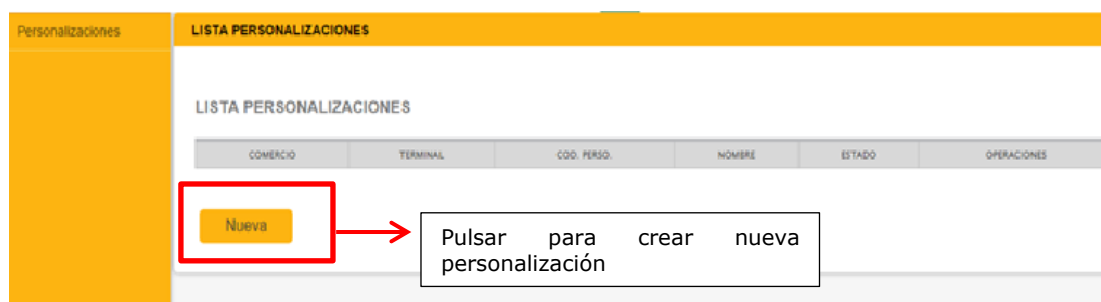 Personalizaciones
LISTA PERSONALIZACIONES
LISTA PERSONALIZACIONES
COMERCIO TERMINAL COD. PERSO. NOMBRE ESTADO OPERACIONES
Nueva
Pulsar para crear nueva
personalización